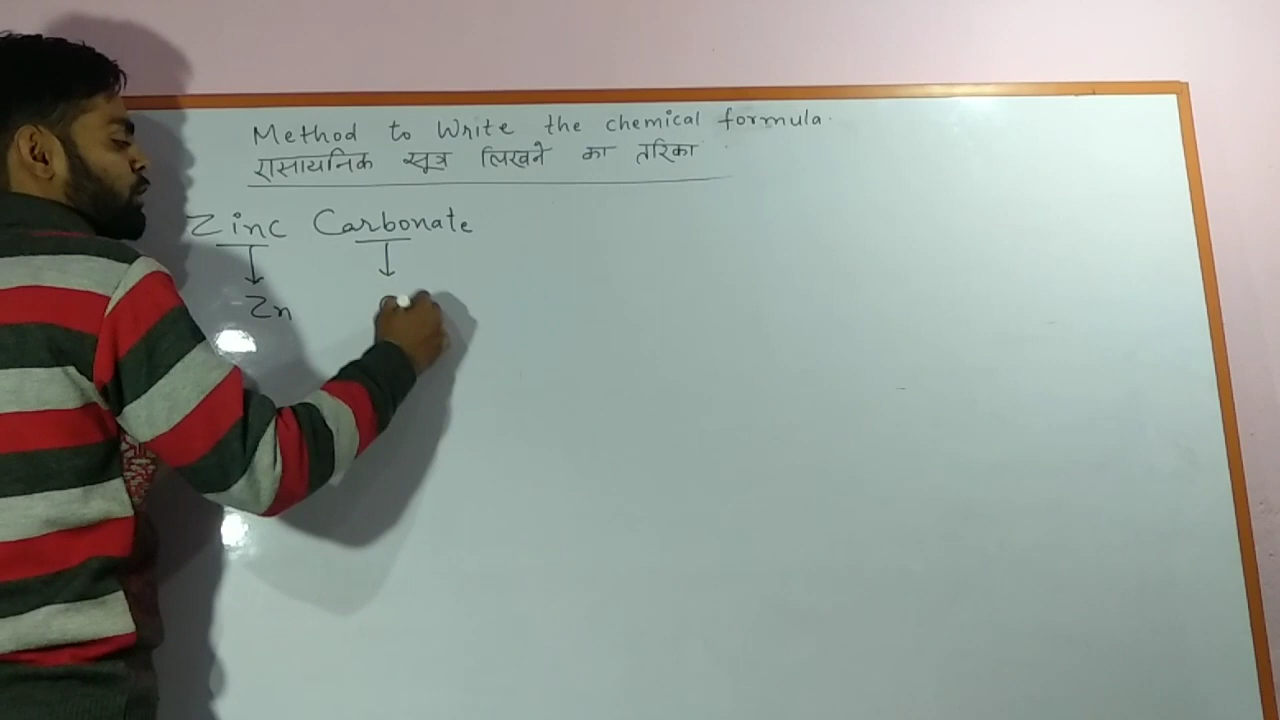 Method to Write the chemical formula.
रासायनिक सूत्र लिखने का तरिका
Zinc Carbonate
Zn